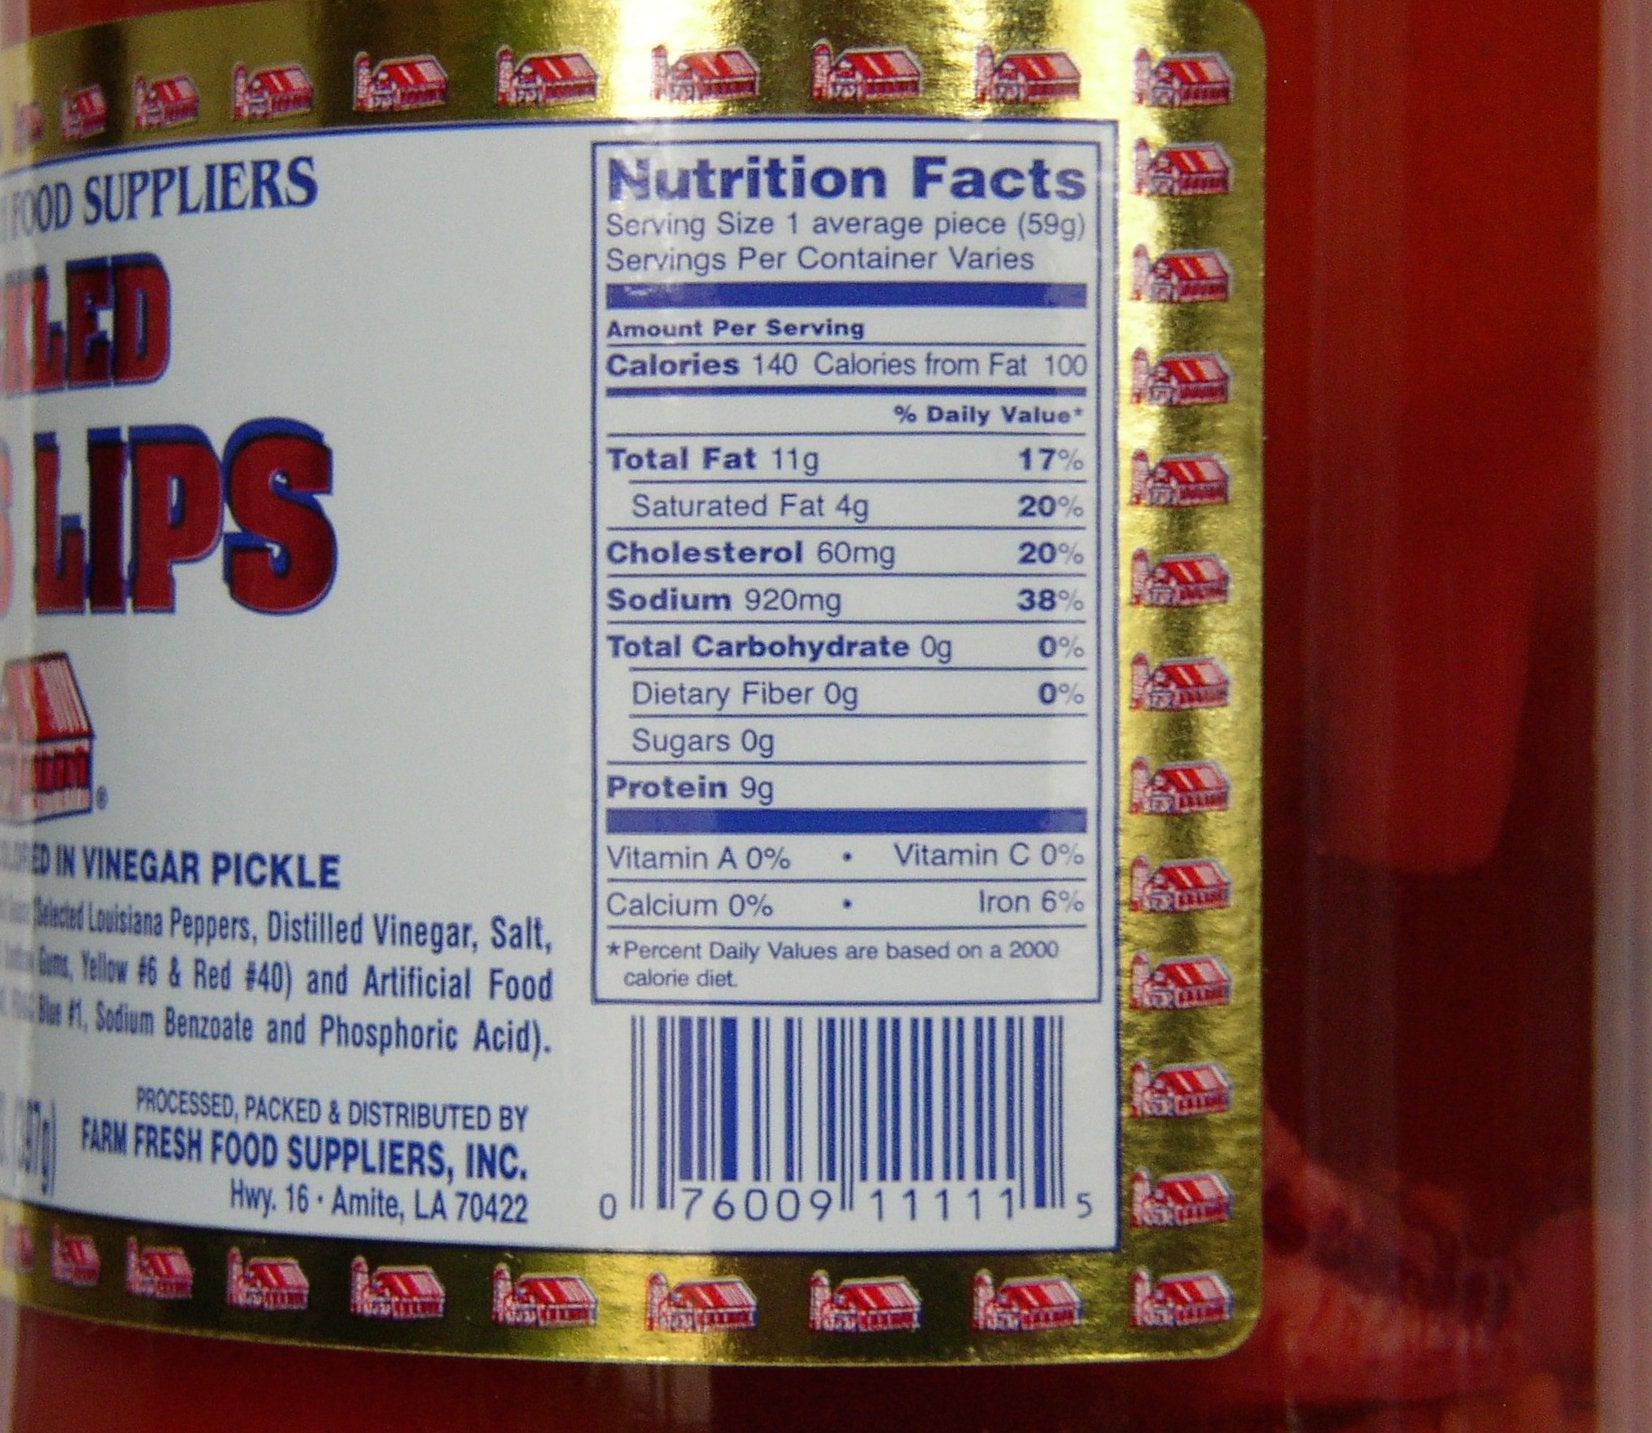 FOOD SUPPLIERS
KLED
LIPS
®
ED IN VINEGAR PICKLE
Selected Louisiana Peppers, Distilled Vinegar, Salt,
Gums, Yellow #6 & Red #40) and Artificial Food
Blue #1, Sodium Benzoate and Phosphoric Acid).
(397g)
PROCESSED, PACKED & DISTRIBUTED BY
FARM FRESH FOOD SUPPLIERS, INC.
Hwy. 16 · Amite, LA 70422
Nutrition Facts
Serving Size 1 average piece (59g)
Servings Per Container Varies
Amount Per Serving
Calories 140 Calories from Fat 100
% Daily Value*
Total Fat 11g 17%
Saturated Fat 4g 20%
Cholesterol 60mg 20%
Sodium 920mg 38%
Total Carbohydrate 0g 0%
Dietary Fiber 0g 0%
Sugars 0g
Protein 9g
Vitamin A 0% • Vitamin C 0%
Calcium 0% • Iron 6%
*Percent Daily Values are based on a 2000
calorie diet.
0 76009 11111 5